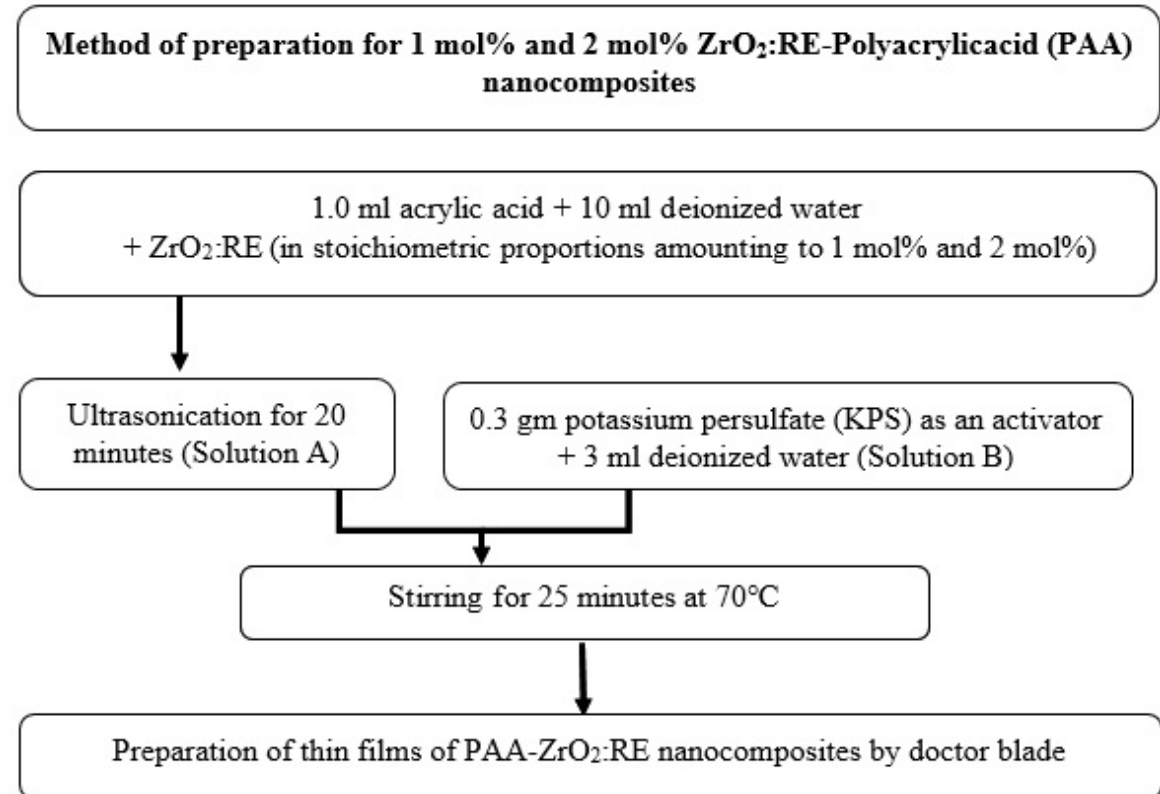 Method of preparation for 1 mol% and 2 mol% ZrO₂:RE-Polyacrylicacid (PAA)
nanocomposites
1.0 ml acrylic acid + 10 ml deionized water
+ ZrO₂:RE (in stoichiometric proportions amounting to 1 mol% and 2 mol%)
Ultrasonication for 20
minutes (Solution A)
0.3 gm potassium persulfate (KPS) as an activator
+ 3 ml deionized water (Solution B)
Stirring for 25 minutes at 70℃
Preparation of thin films of PAA-ZrO₂:RE nanocomposites by doctor blade